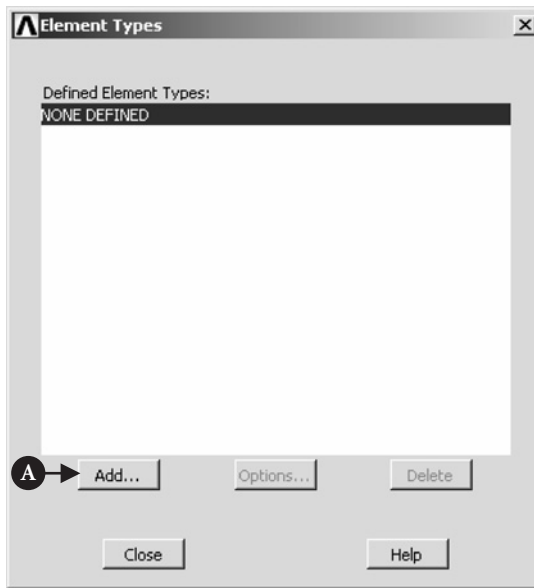 Element Types
Defined Element Types:
NONE DEFINED
A
Add...
Options...
Delete
Close
Help